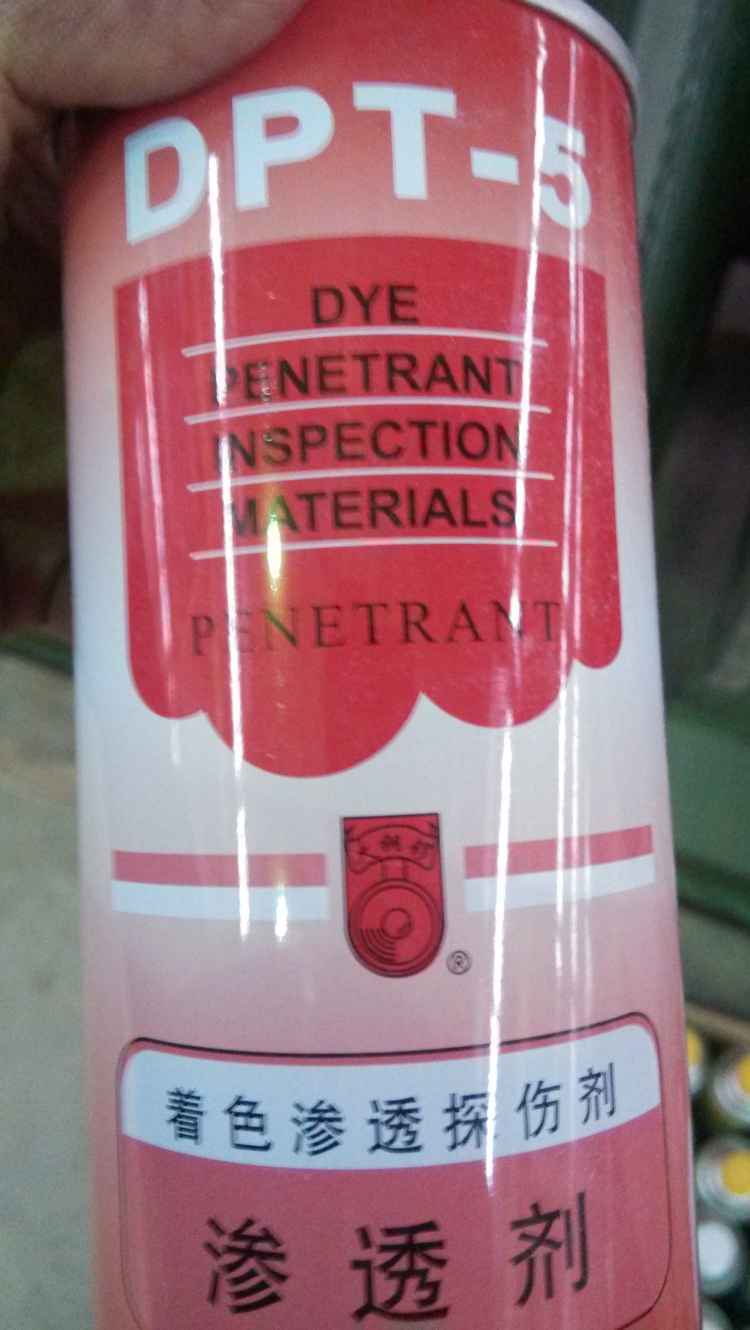 DPT-5
DYE
PENETRANT
INSPECTION
MATERIALS
PENETRANT
®
着色渗透探伤剂
渗透剂